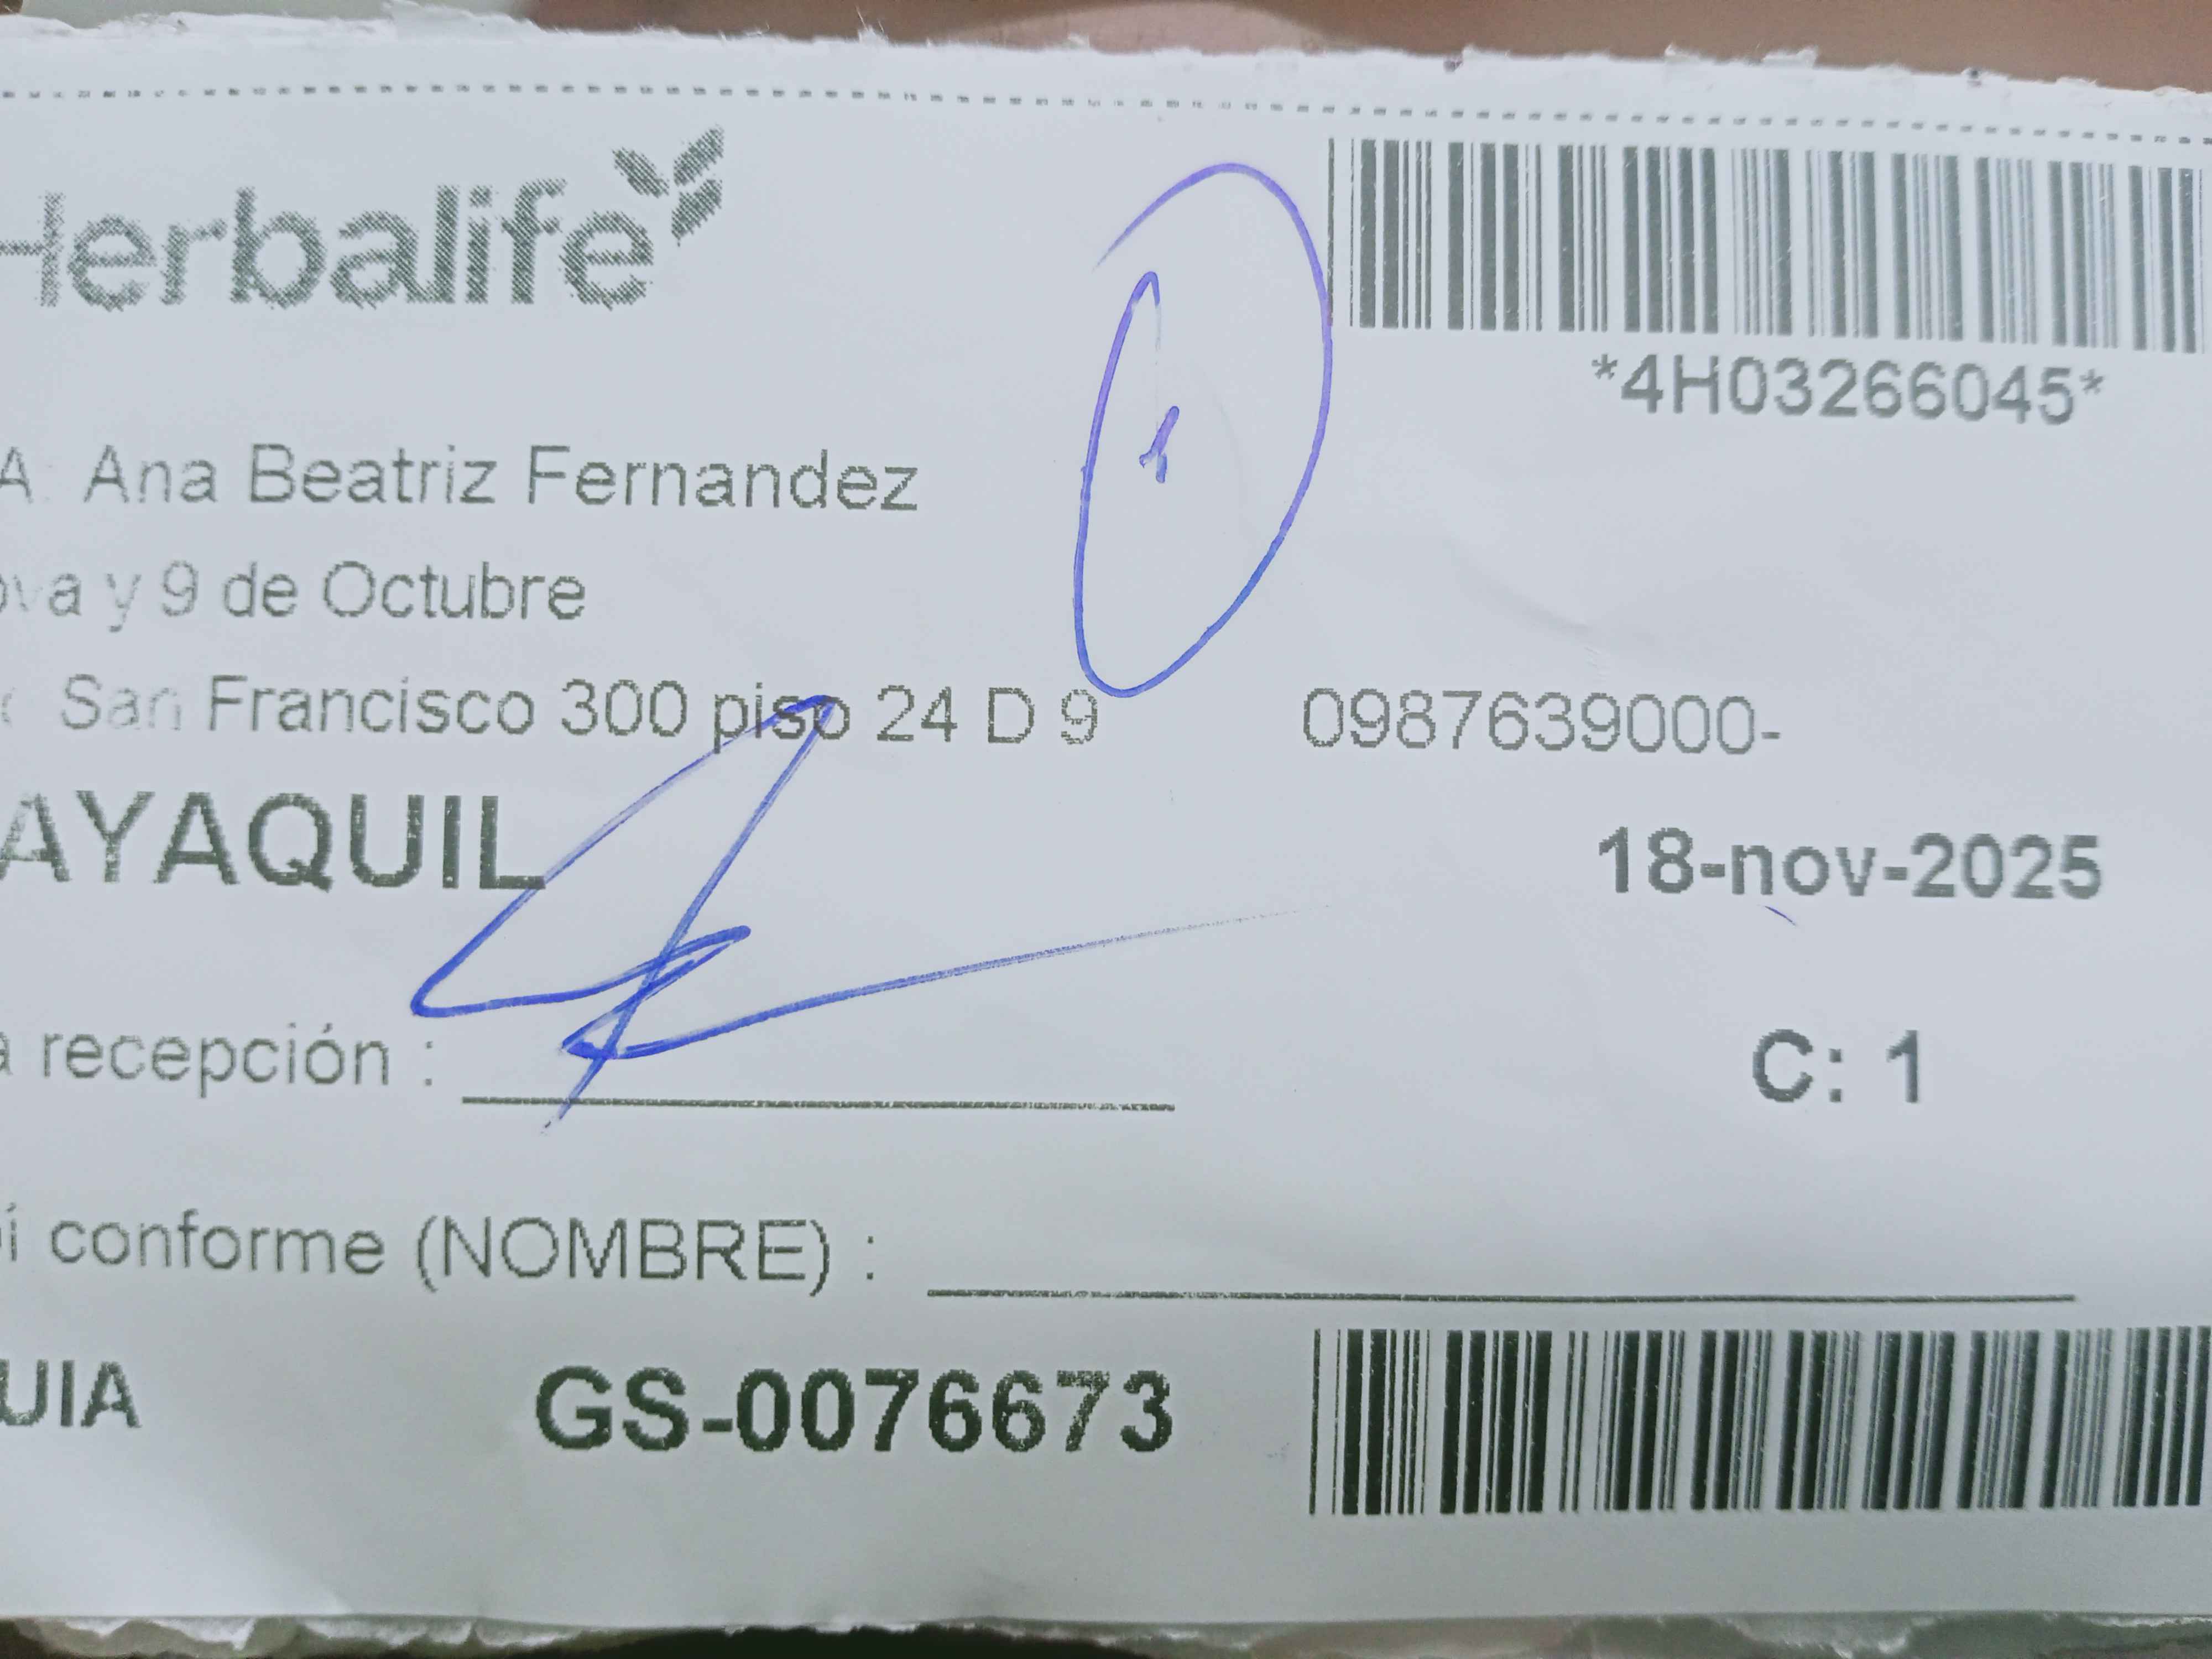 Herbalife
*4H03266045*
A. Ana Beatriz Fernandez
ova y 9 de Octubre
San Francisco 300 piso 24 D 9 0987639000-
AYAQUIL
18-nov-2025
a recepción :
C: 1
í conforme (NOMBRE) :
UIA GS-0076673